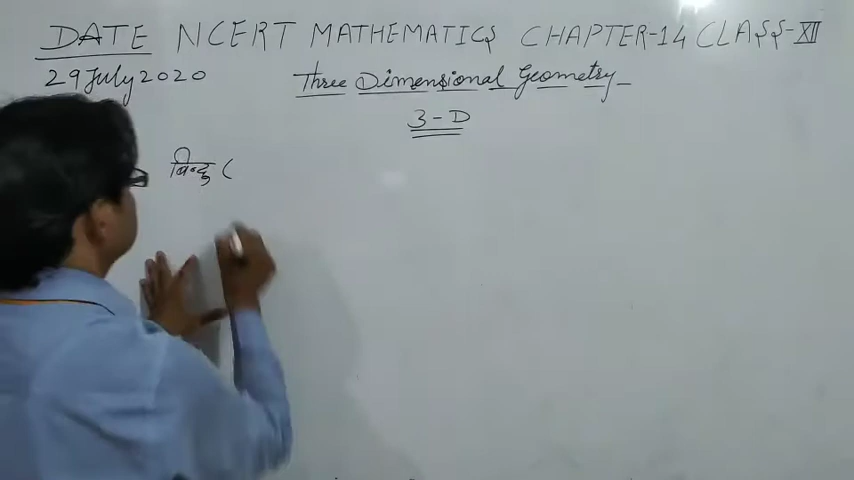 DATE NCERT MATHEMATICS CHAPTER-14 CLASS-XII
29 July 2020 Three Dimensional Geometry
3-D
बिन्दु (